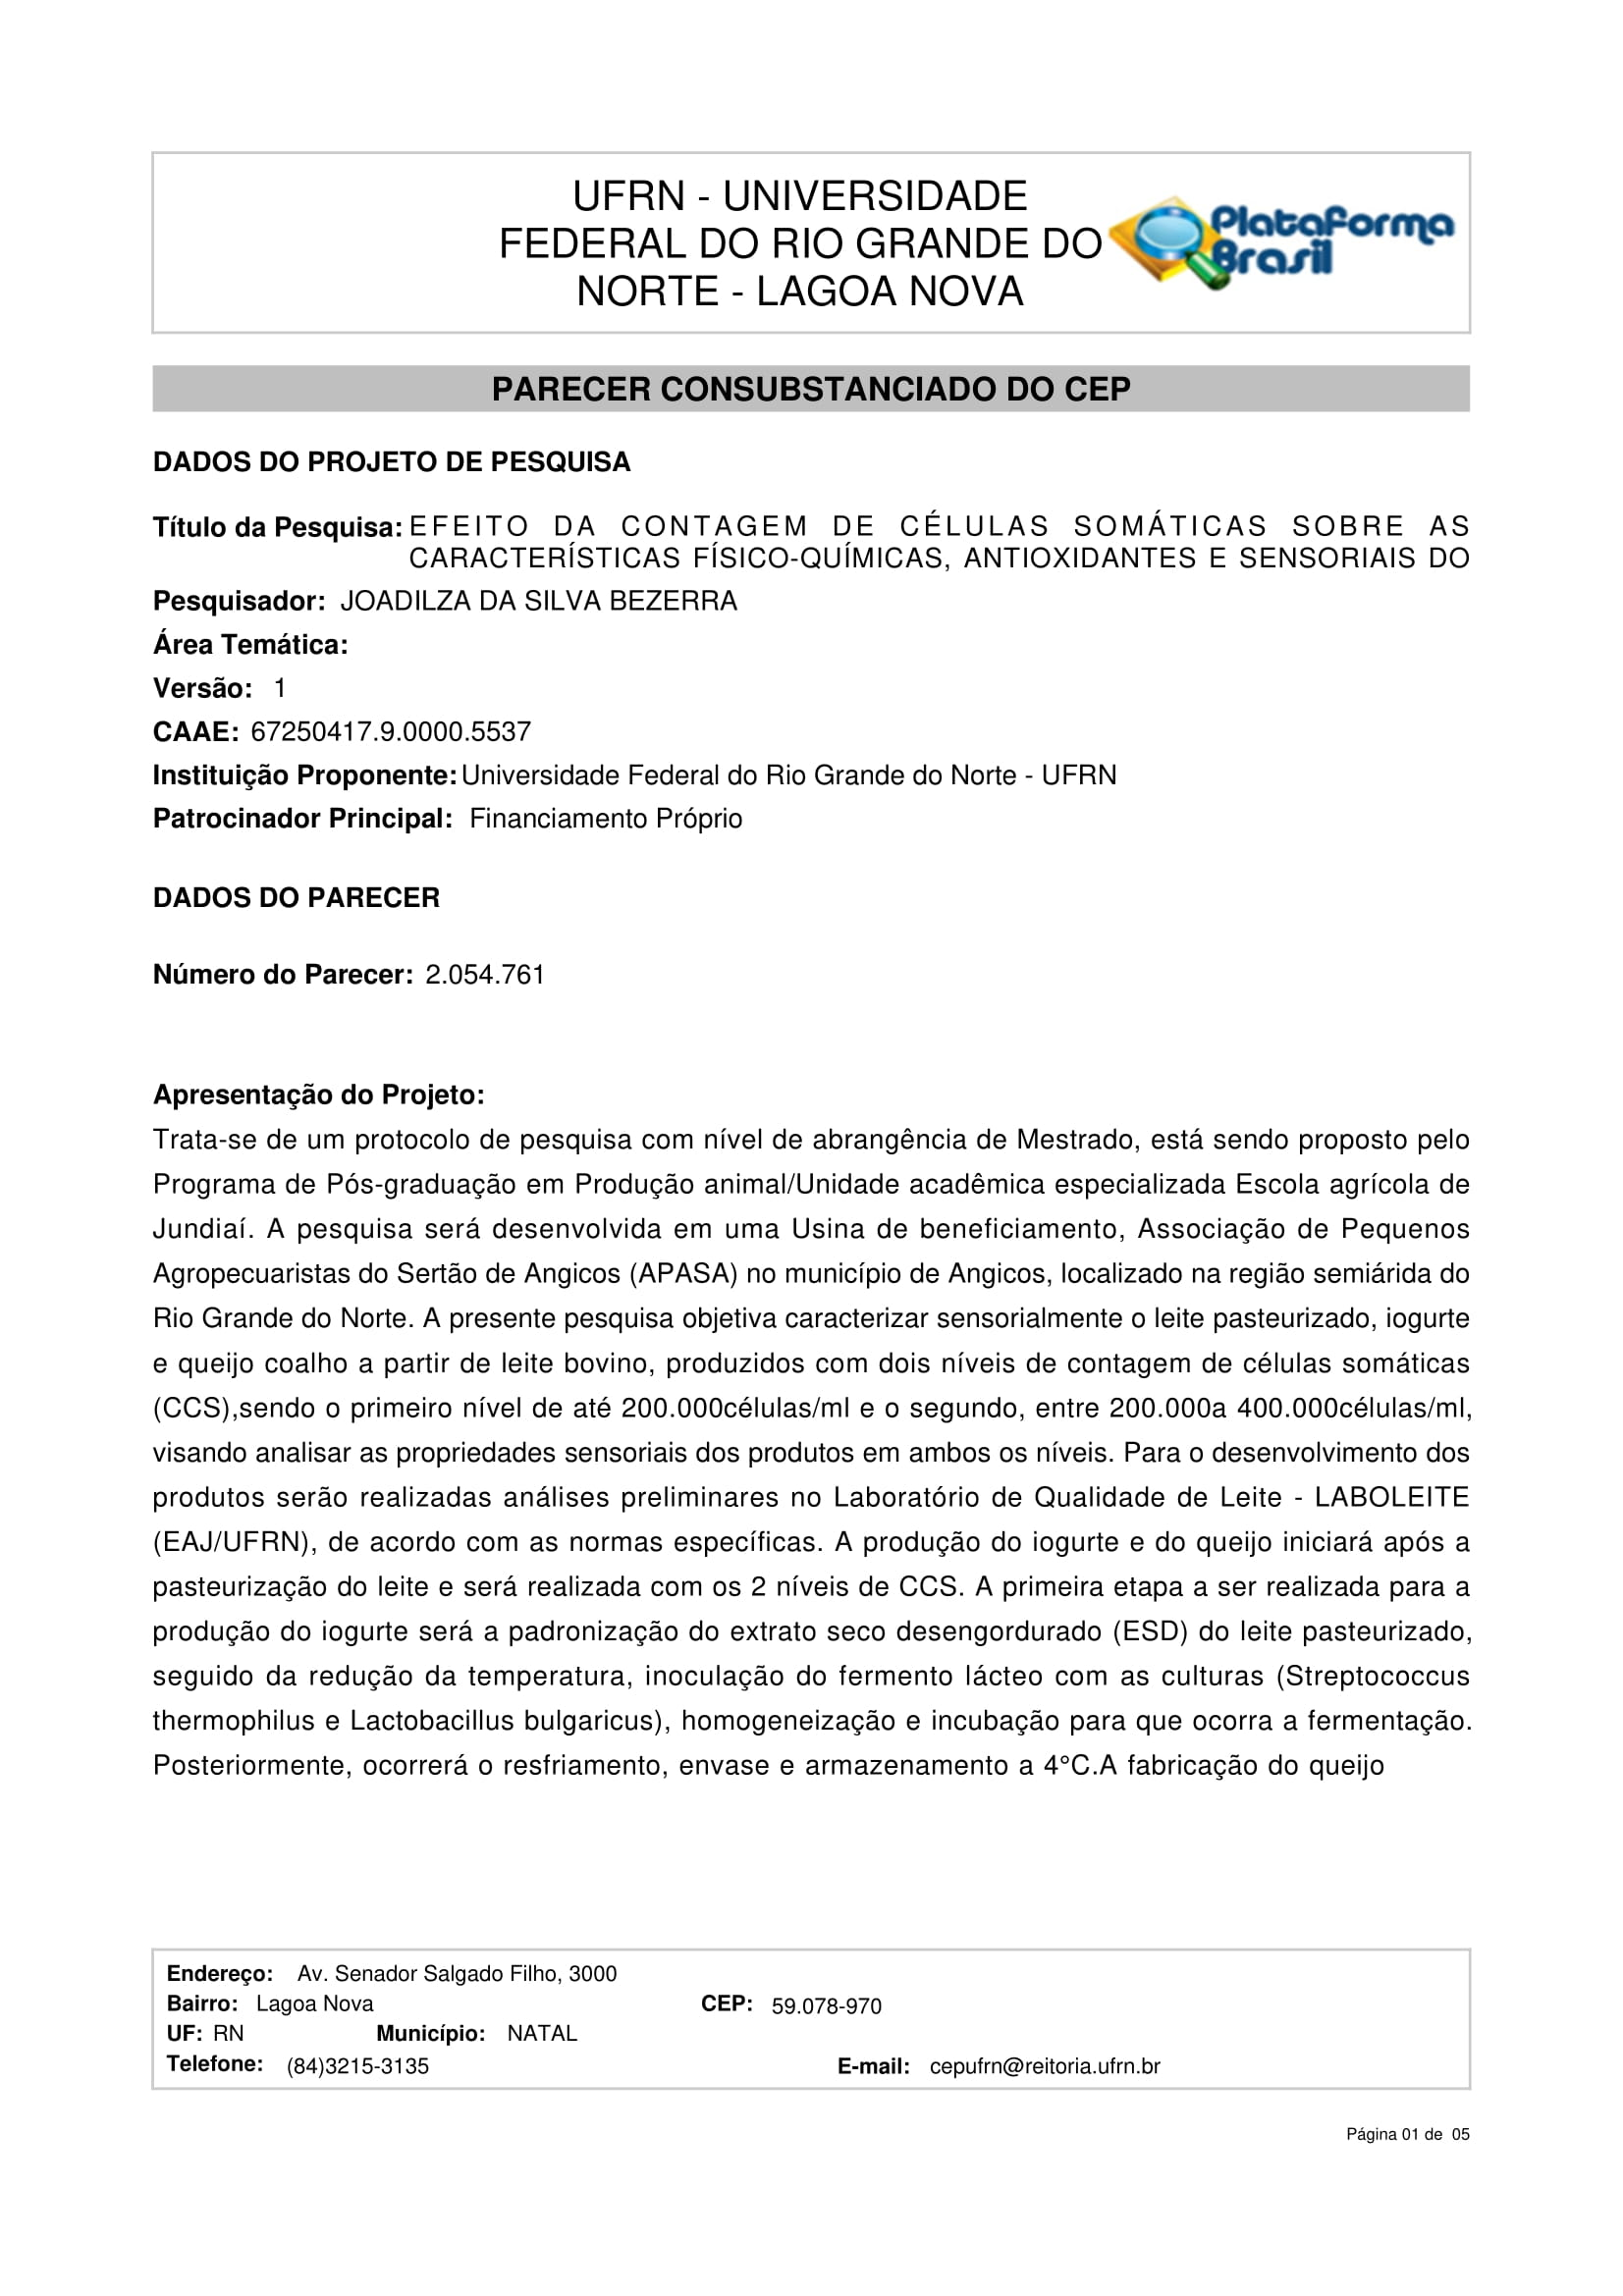 UFRN - UNIVERSIDADE
FEDERAL DO RIO GRANDE DO
NORTE - LAGOA NOVA
Plataforma
Brasil
PARECER CONSUBSTANCIADO DO CEP
DADOS DO PROJETO DE PESQUISA
Título da Pesquisa: EFEITO DA CONTAGEM DE CÉLULAS SOMÁTICAS SOBRE AS
CARACTERÍSTICAS FÍSICO-QUÍMICAS, ANTIOXIDANTES E SENSORIAIS DO
Pesquisador: JOADILZA DA SILVA BEZERRA
Área Temática:
Versão: 1
CAAE: 67250417.9.0000.5537
Instituição Proponente: Universidade Federal do Rio Grande do Norte - UFRN
Patrocinador Principal: Financiamento Próprio
DADOS DO PARECER
Número do Parecer: 2.054.761
Apresentação do Projeto:
Trata-se de um protocolo de pesquisa com nível de abrangência de Mestrado, está sendo proposto pelo
Programa de Pós-graduação em Produção animal/Unidade acadêmica especializada Escola agrícola de
Jundiaí. A pesquisa será desenvolvida em uma Usina de beneficiamento, Associação de Pequenos
Agropecuaristas do Sertão de Angicos (APASA) no município de Angicos, localizado na região semiárida do
Rio Grande do Norte. A presente pesquisa objetiva caracterizar sensorialmente o leite pasteurizado, iogurte
e queijo coalho a partir de leite bovino, produzidos com dois níveis de contagem de células somáticas
(CCS),sendo o primeiro nível de até 200.000células/ml e o segundo, entre 200.000a 400.000células/ml,
visando analisar as propriedades sensoriais dos produtos em ambos os níveis. Para o desenvolvimento dos
produtos serão realizadas análises preliminares no Laboratório de Qualidade de Leite - LABOLEITE
(EAJ/UFRN), de acordo com as normas específicas. A produção do iogurte e do queijo iniciará após a
pasteurização do leite e será realizada com os 2 níveis de CCS. A primeira etapa a ser realizada para a
produção do iogurte será a padronização do extrato seco desengordurado (ESD) do leite pasteurizado,
seguido da redução da temperatura, inoculação do fermento lácteo com as culturas (Streptococcus
thermophilus e Lactobacillus bulgaricus), homogeneização e incubação para que ocorra a fermentação.
Posteriormente, ocorrerá o resfriamento, envase e armazenamento a 4°C.A fabricação do queijo
Endereço: Av. Senador Salgado Filho, 3000
Bairro: Lagoa Nova CEP: 59.078-970
UF: RN Município: NATAL
Telefone: (84)3215-3135 E-mail: cepufrn@reitoria.ufrn.br
Página 01 de 05